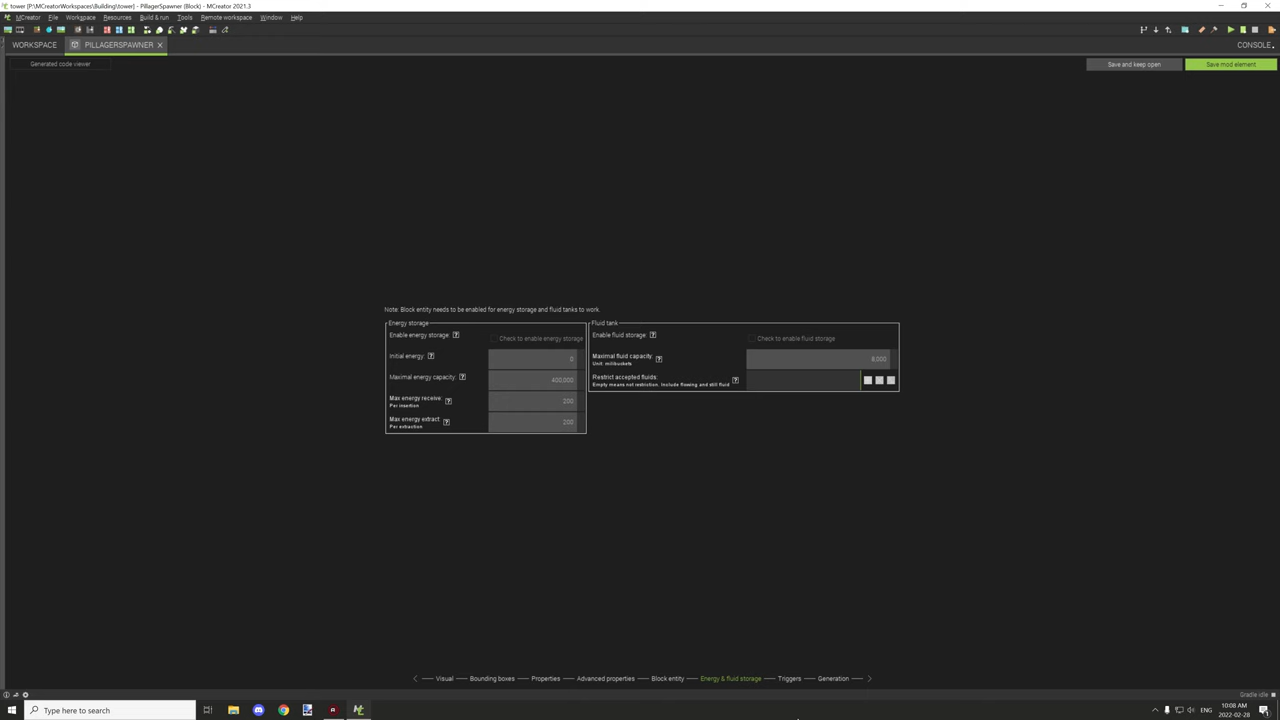 tower [P:\MCreatorWorkspaces\Building\tower] - PillagerSpawner (Block) - MCreator 2021.3
MCreator File Workspace Resources Build & run Tools Remote workspace Window Help
WORKSPACE PILLAGERSPAWNER CONSOLE
Generated code viewer Save and keep open Save mod element
Note: Block entity needs to be enabled for energy storage and fluid tanks to work.
Energy storage
Enable energy storage: ? Check to enable energy storage
Initial energy: ? 0
Maximal energy capacity: ? 400,000
Max energy receive: ? 200
Per insertion
Max energy extract: ? 200
Per extraction
Fluid tank
Enable fluid storage: ? Check to enable fluid storage
Maximal fluid capacity: ? 8,000
Unit: milibuckets
Restrict accepted fluids: ?
Empty means not restriction. Include flowing and still fluid
Visual Bounding boxes Properties Advanced properties Block entity Energy & fluid storage Triggers Generation
Gradle idle
Type here to search
ENG
10:08 AM
2022-02-28